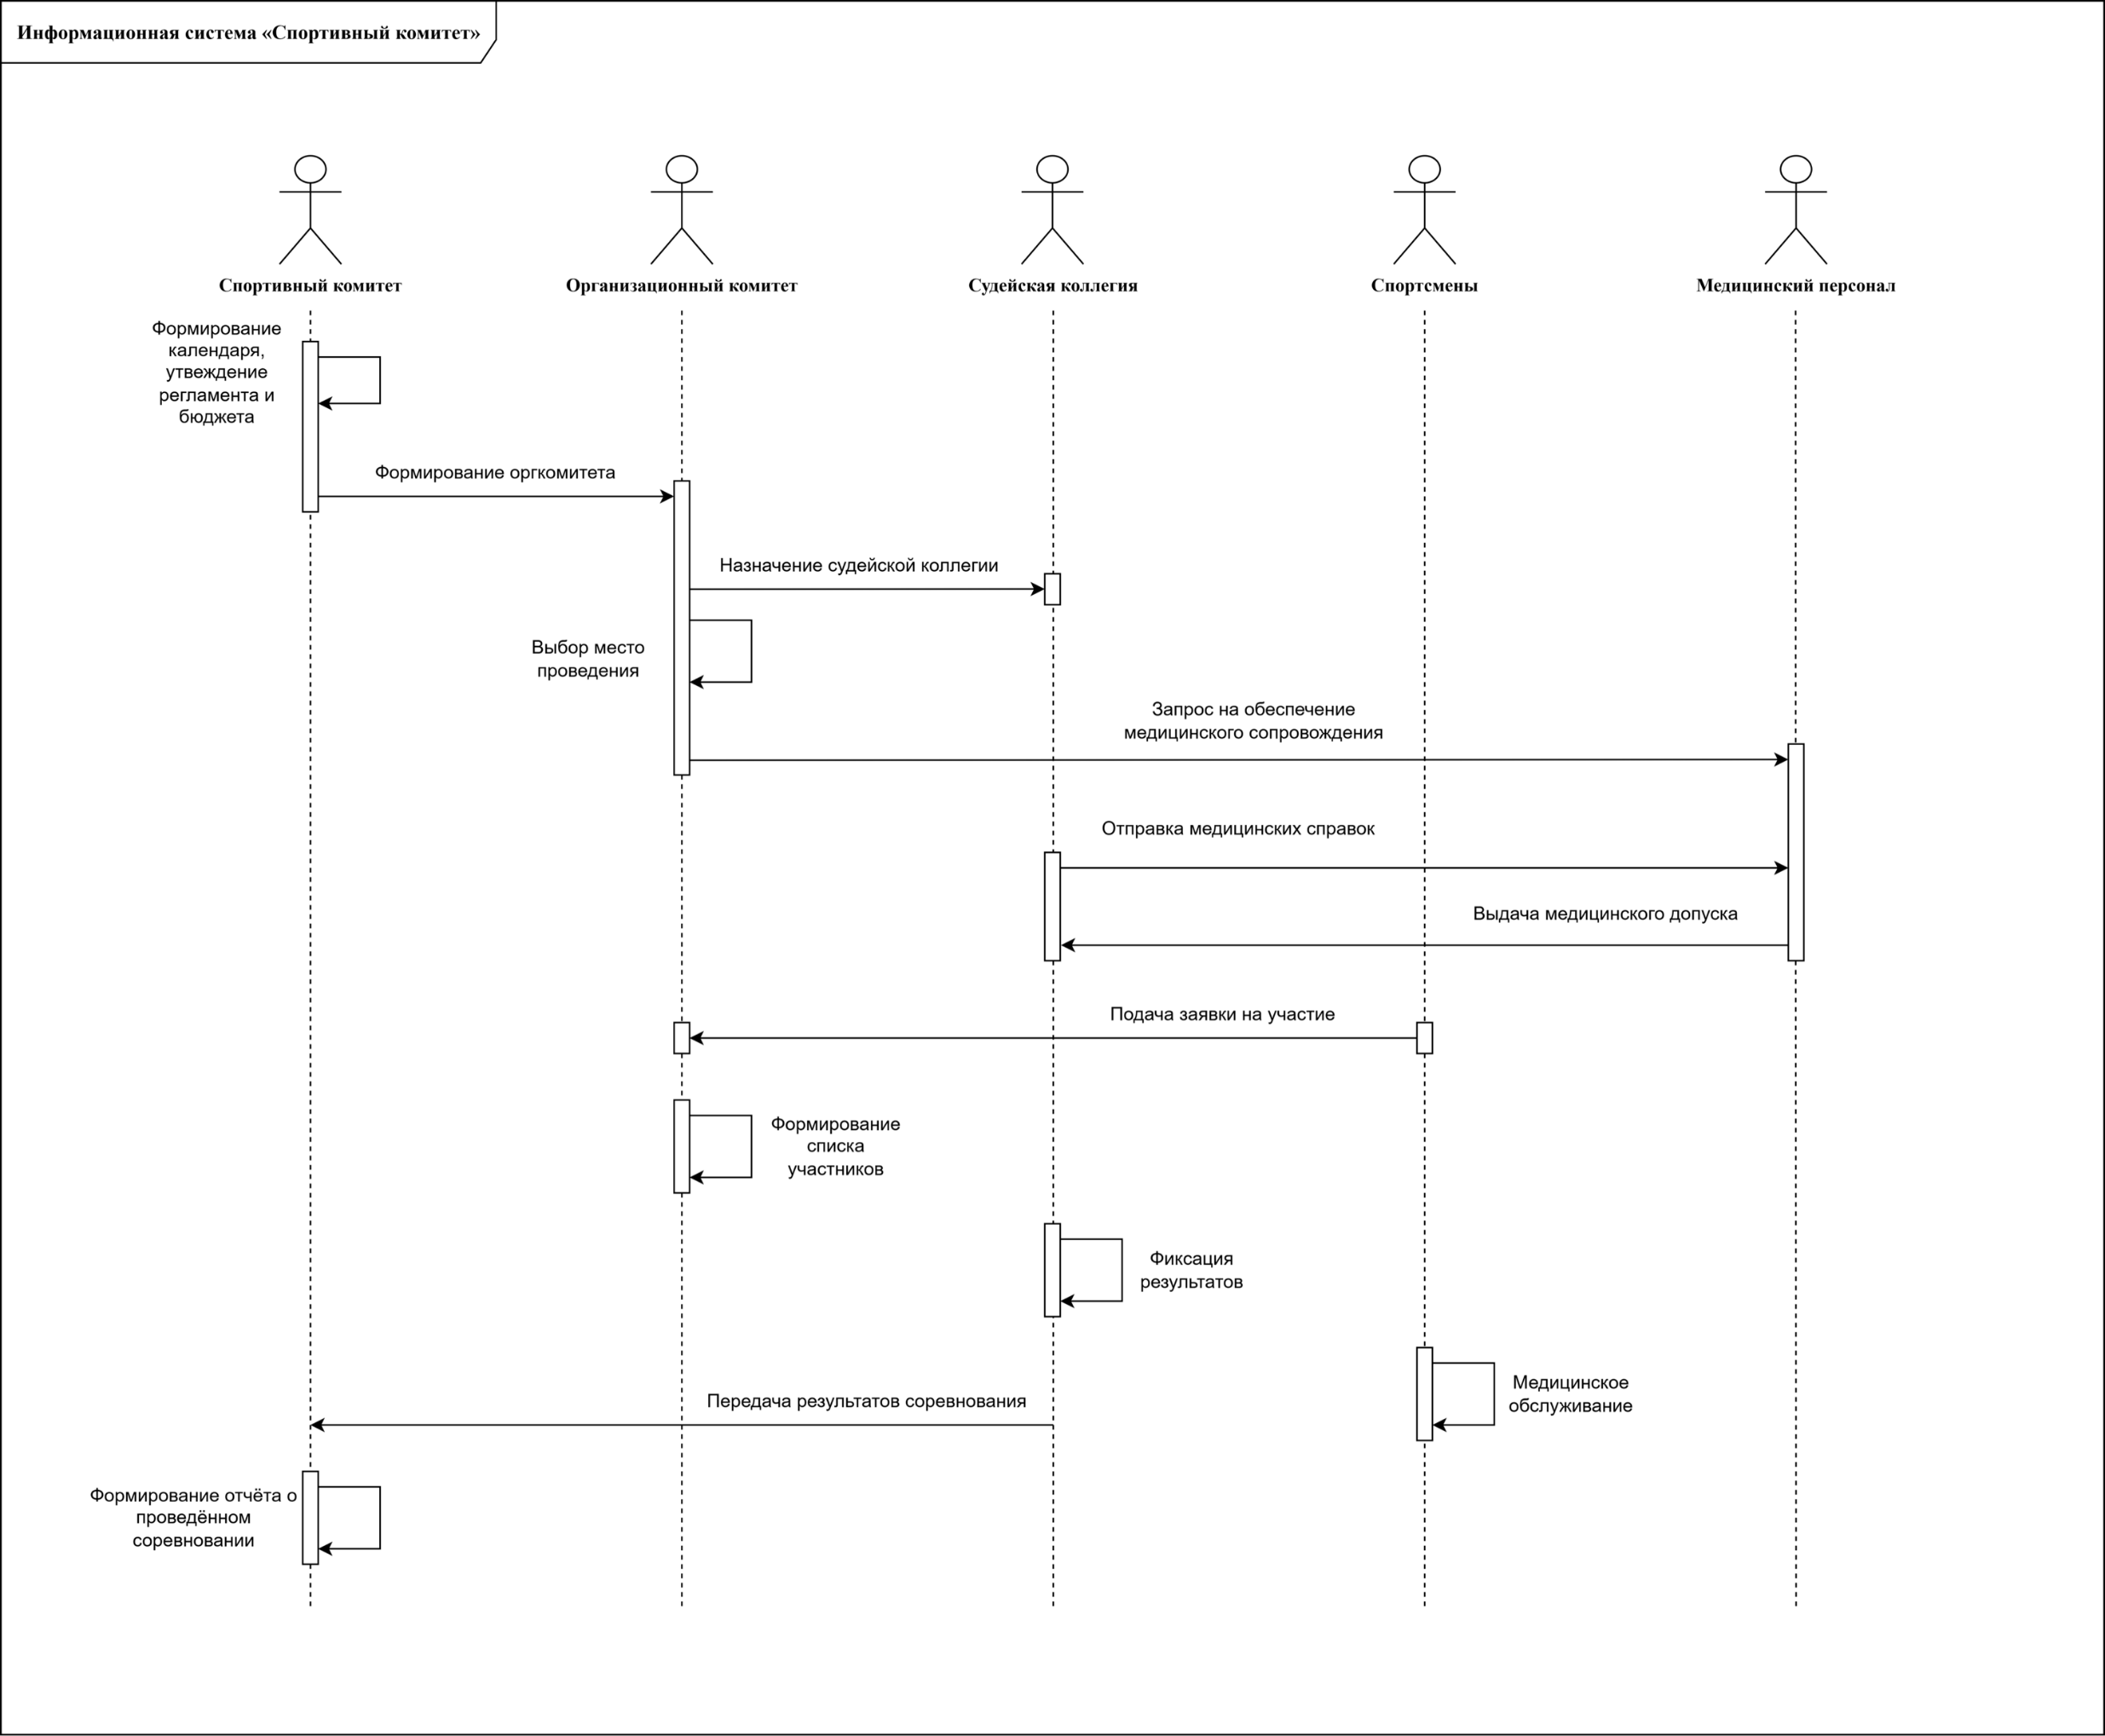 Информационная система «Спортивный комитет»
Спортивный комитет
Организационный комитет
Судейская коллегия
Спортсмены
Медицинский персонал
Формирование
календаря,
утвеждение
регламента и
бюджета
Формирование оргкомитета
Назначение судейской коллегии
Выбор место
проведения
Запрос на обеспечение
медицинского сопровождения
Отправка медицинских справок
Выдача медицинского допуска
Подача заявки на участие
Формирование
списка
участников
Фиксация
результатов
Медицинское
обслуживание
Передача результатов соревнования
Формирование отчёта о
проведённом
соревновании